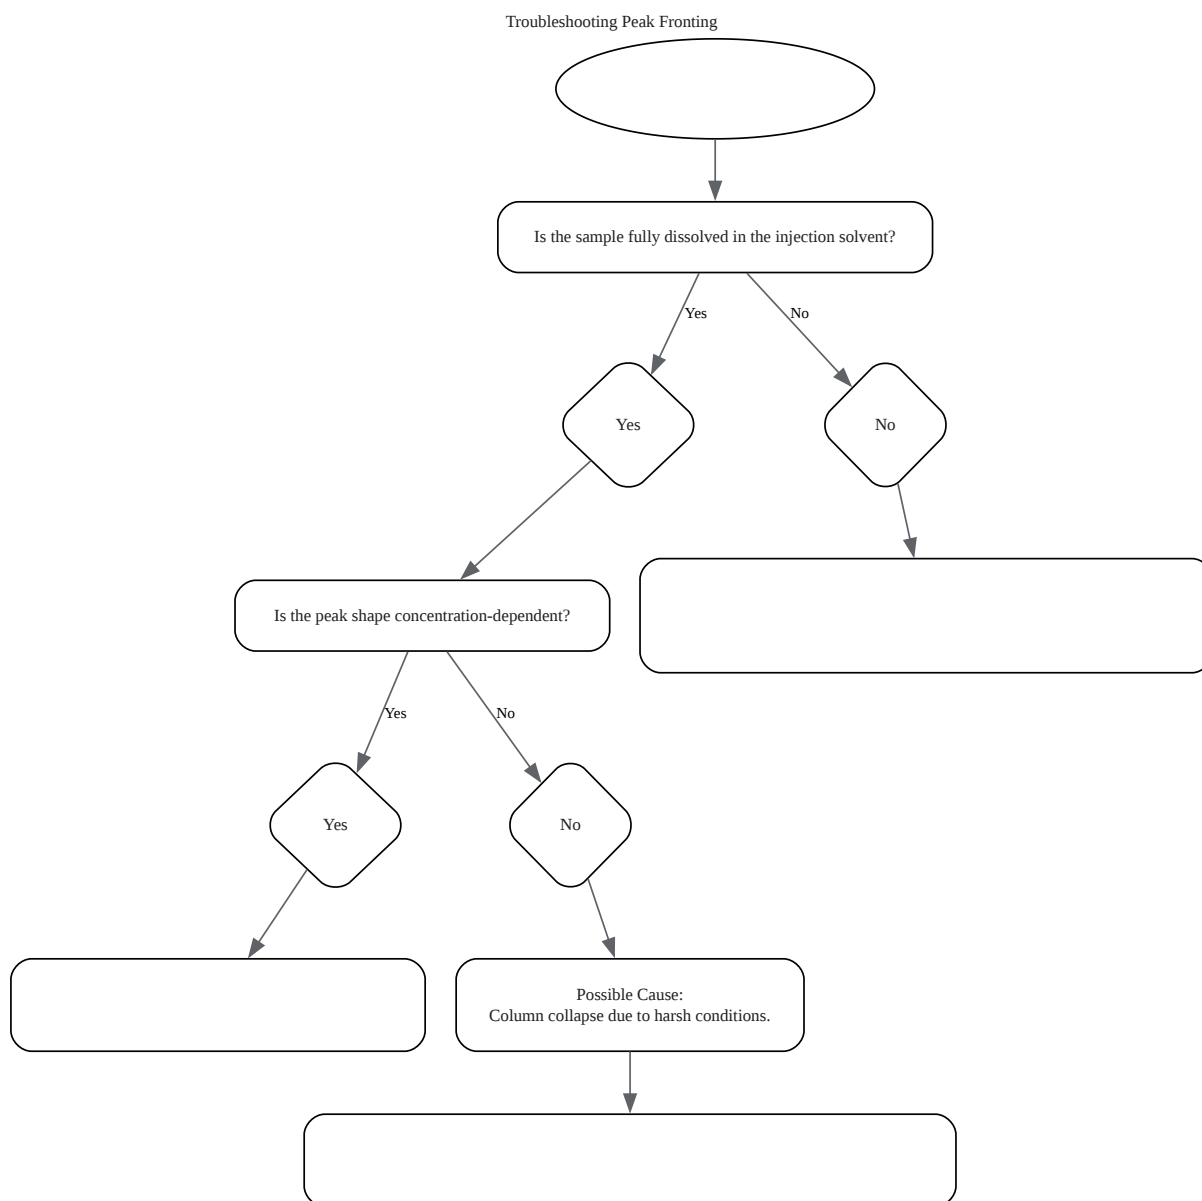 Troubleshooting Peak Fronting
Is the sample fully dissolved in the injection solvent?
Yes
No
Yes
No
Is the peak shape concentration-dependent?
Yes
No
Yes
No
Possible Cause:
Column collapse due to harsh conditions.